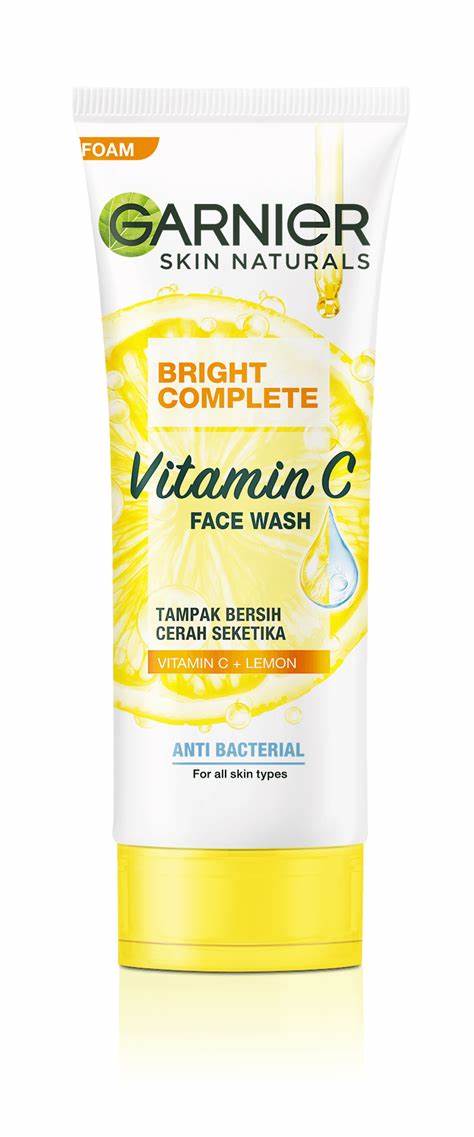 FOAM
GARNIER
SKIN NATURALS
BRIGHT
COMPLETE
Vitamin C
FACE WASH
TAMPAK BERSIH
CERAH SEKETIKA
VITAMIN C + LEMON
ANTI BACTERIAL
For all skin types